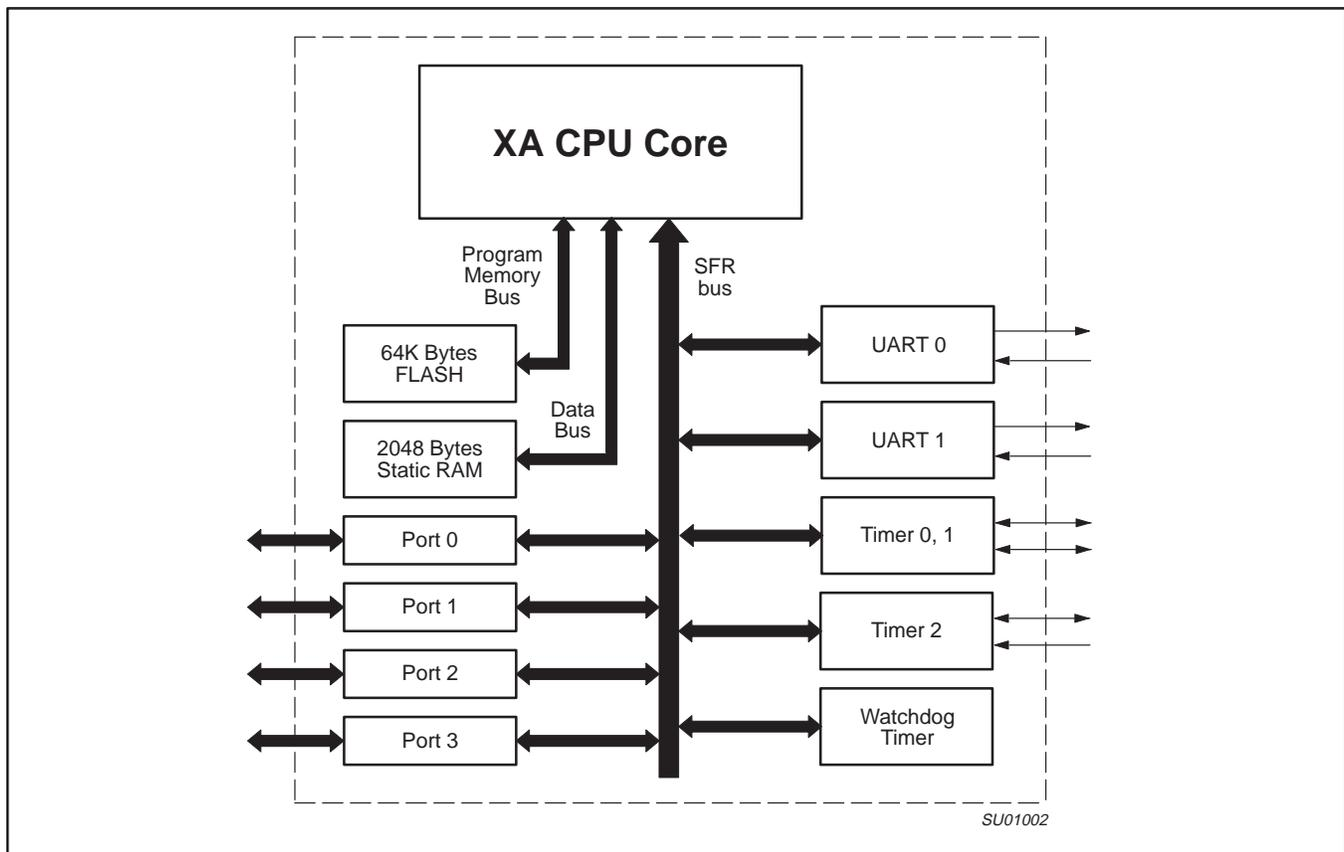 XA CPU Core
Program
Memory
Bus
SFR
bus
64K Bytes
FLASH
Data
Bus
2048 Bytes
Static RAM
Port 0
Port 1
Port 2
Port 3
UART 0
UART 1
Timer 0, 1
Timer 2
Watchdog
Timer
SU01002